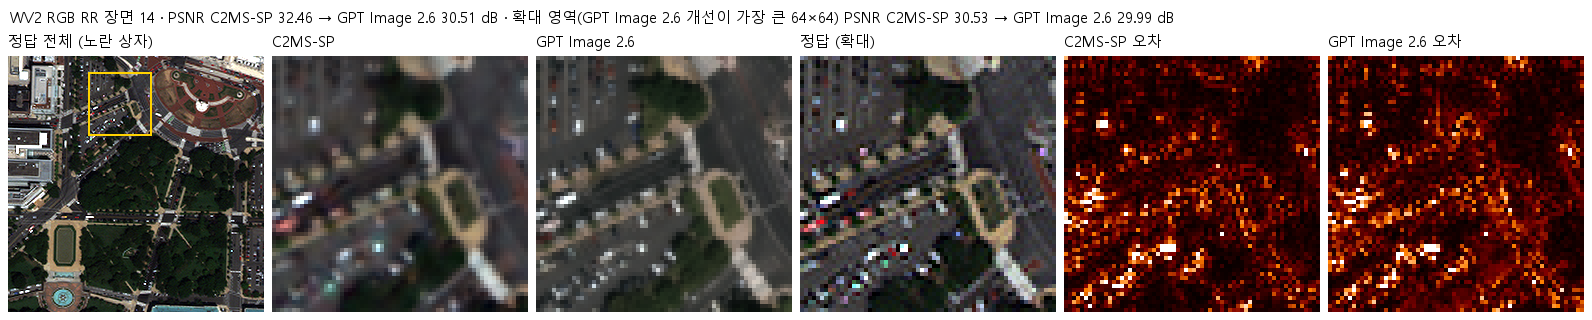 WV2 RGB RR 장면 14 · PSNR C2MS-SP 32.46 → GPT Image 2.6 30.51 dB · 확대 영역(GPT Image 2.6 개선이 가장 큰 64×64) PSNR C2MS-SP 30.53 → GPT Image 2.6 29.99 dB
정답 전체 (노란 상자)
C2MS-SP
GPT Image 2.6
정답 (확대)
C2MS-SP 오차
GPT Image 2.6 오차